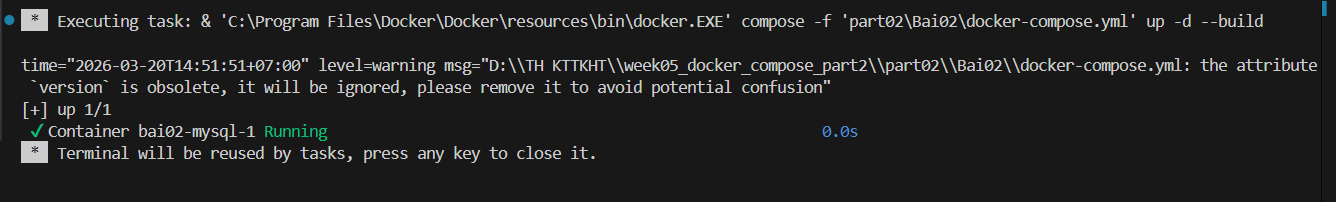 * Executing task: & 'C:\Program Files\Docker\Docker\resources\bin\docker.EXE' compose -f 'part02\Bai02\docker-compose.yml' up -d --build
time="2026-03-20T14:51:51+07:00" level=warning msg="D:\\TH KTTKHT\\week05_docker_compose_part2\\part02\\Bai02\\docker-compose.yml: the attribute
`version` is obsolete, it will be ignored, please remove it to avoid potential confusion"
[+] up 1/1
✓ Container bai02-mysql-1 Running 0.0s
* Terminal will be reused by tasks, press any key to close it.